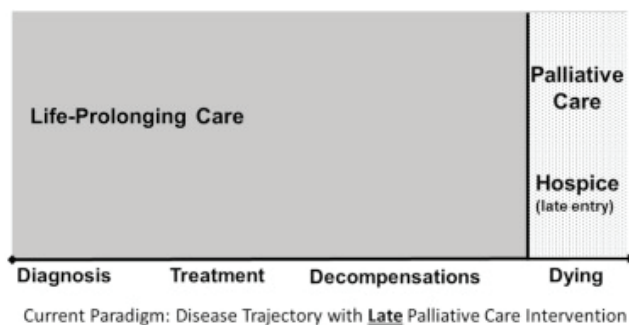 Life-Prolonging Care
Palliative
Care
Hospice
(late entry)
Diagnosis Treatment Decompensations Dying
Current Paradigm: Disease Trajectory with Late Palliative Care Intervention